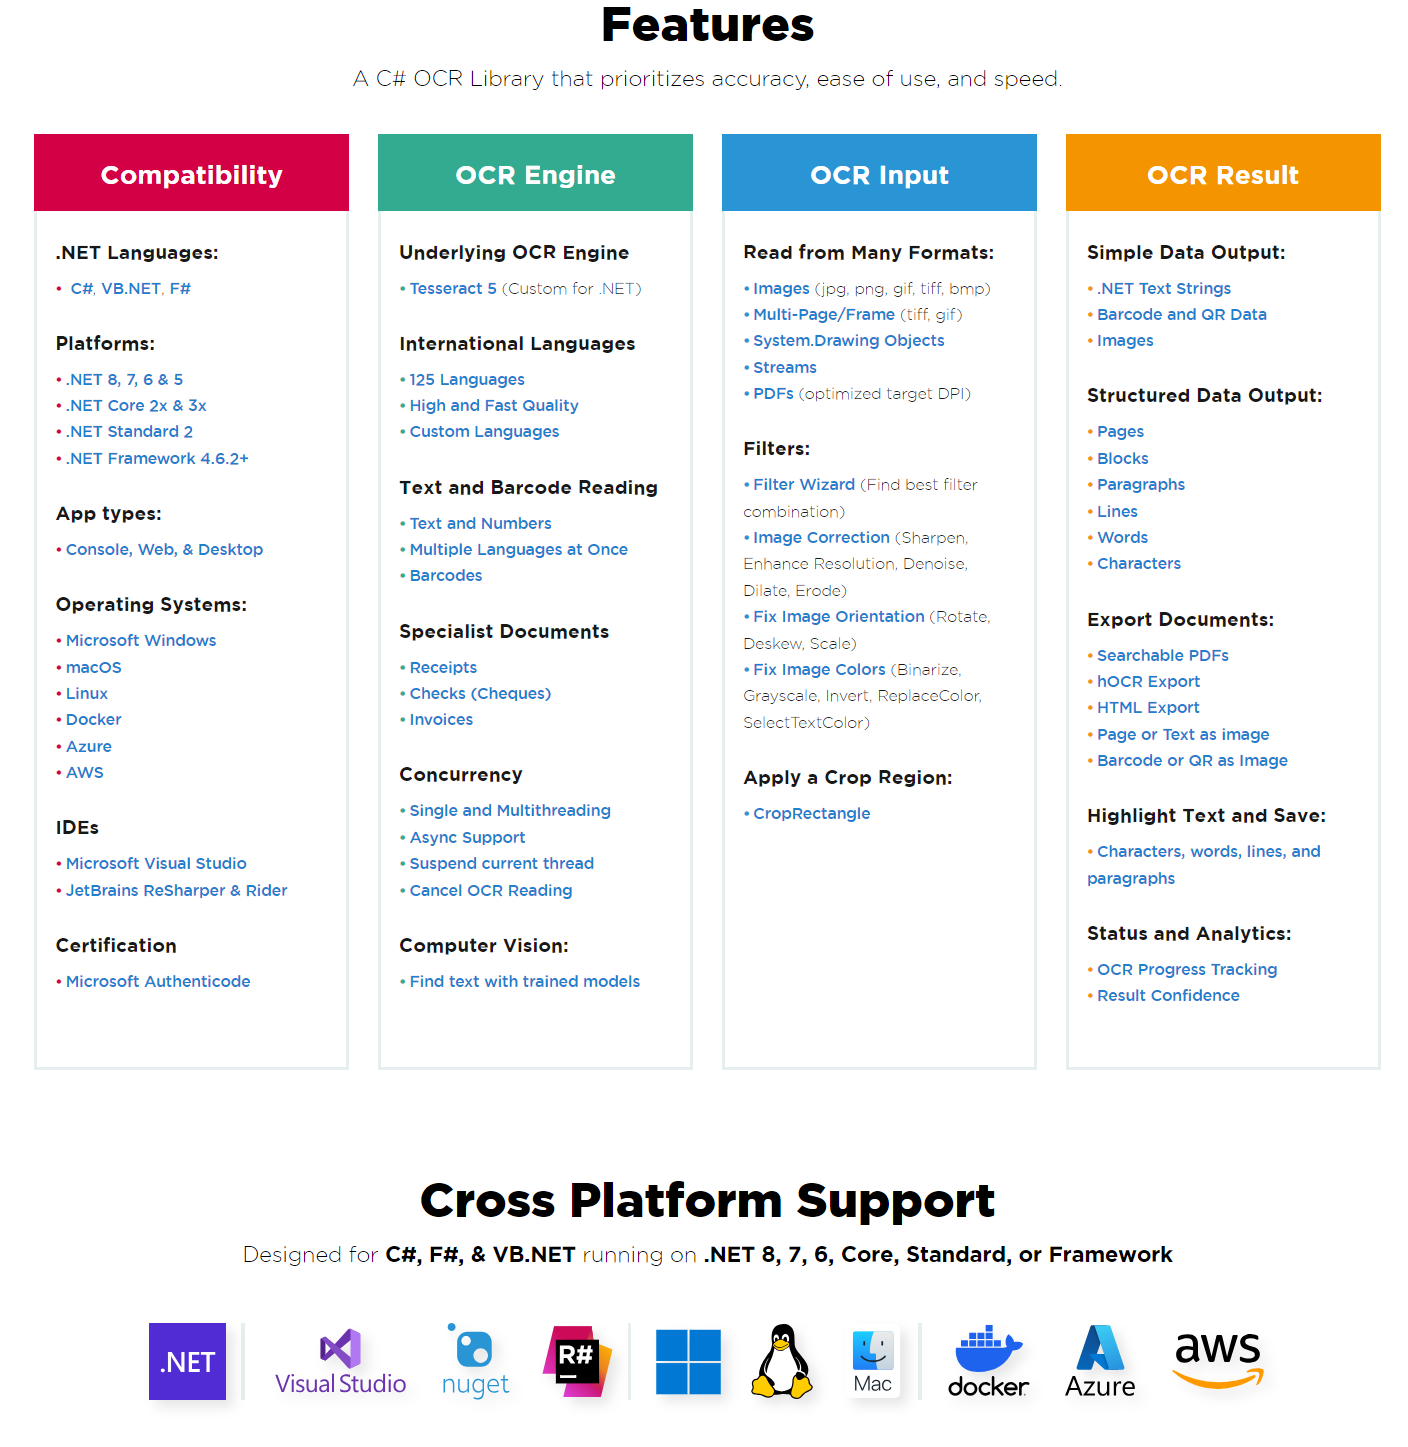 Features
A C# OCR Library that prioritizes accuracy, ease of use, and speed.
Compatibility
.NET Languages:
• C#, VB.NET, F#
Platforms:
• .NET 8, 7, 6 & 5
• .NET Core 2x & 3x
• .NET Standard 2
• .NET Framework 4.6.2+
App types:
• Console, Web, & Desktop
Operating Systems:
• Microsoft Windows
• macOS
• Linux
• Docker
• Azure
• AWS
IDEs
• Microsoft Visual Studio
• JetBrains ReSharper & Rider
Certification
• Microsoft Authenticode
OCR Engine
Underlying OCR Engine
• Tesseract 5 (Custom for .NET)
International Languages
• 125 Languages
• High and Fast Quality
• Custom Languages
Text and Barcode Reading
• Text and Numbers
• Multiple Languages at Once
• Barcodes
Specialist Documents
• Receipts
• Checks (Cheques)
• Invoices
Concurrency
• Single and Multithreading
• Async Support
• Suspend current thread
• Cancel OCR Reading
Computer Vision:
• Find text with trained models
OCR Input
Read from Many Formats:
• Images (jpg, png, gif, tiff, bmp)
• Multi-Page/Frame (tiff, gif)
• System.Drawing Objects
• Streams
• PDFs (optimized target DPI)
Filters:
• Filter Wizard (Find best filter
combination)
• Image Correction (Sharpen,
Enhance Resolution, Denoise,
Dilate, Erode)
• Fix Image Orientation (Rotate,
Deskew, Scale)
• Fix Image Colors (Binarize,
Grayscale, Invert, ReplaceColor,
SelectTextColor)
Apply a Crop Region:
• CropRectangle
OCR Result
Simple Data Output:
• .NET Text Strings
• Barcode and QR Data
• Images
Structured Data Output:
• Pages
• Blocks
• Paragraphs
• Lines
• Words
• Characters
Export Documents:
• Searchable PDFs
• hOCR Export
• HTML Export
• Page or Text as image
• Barcode or QR as Image
Highlight Text and Save:
• Characters, words, lines, and
paragraphs
Status and Analytics:
• OCR Progress Tracking
• Result Confidence
Cross Platform Support
Designed for C#, F#, & VB.NET running on .NET 8, 7, 6, Core, Standard, or Framework
.NET
Visual Studio
nuget
R#
Mac
docker
Azure
aws